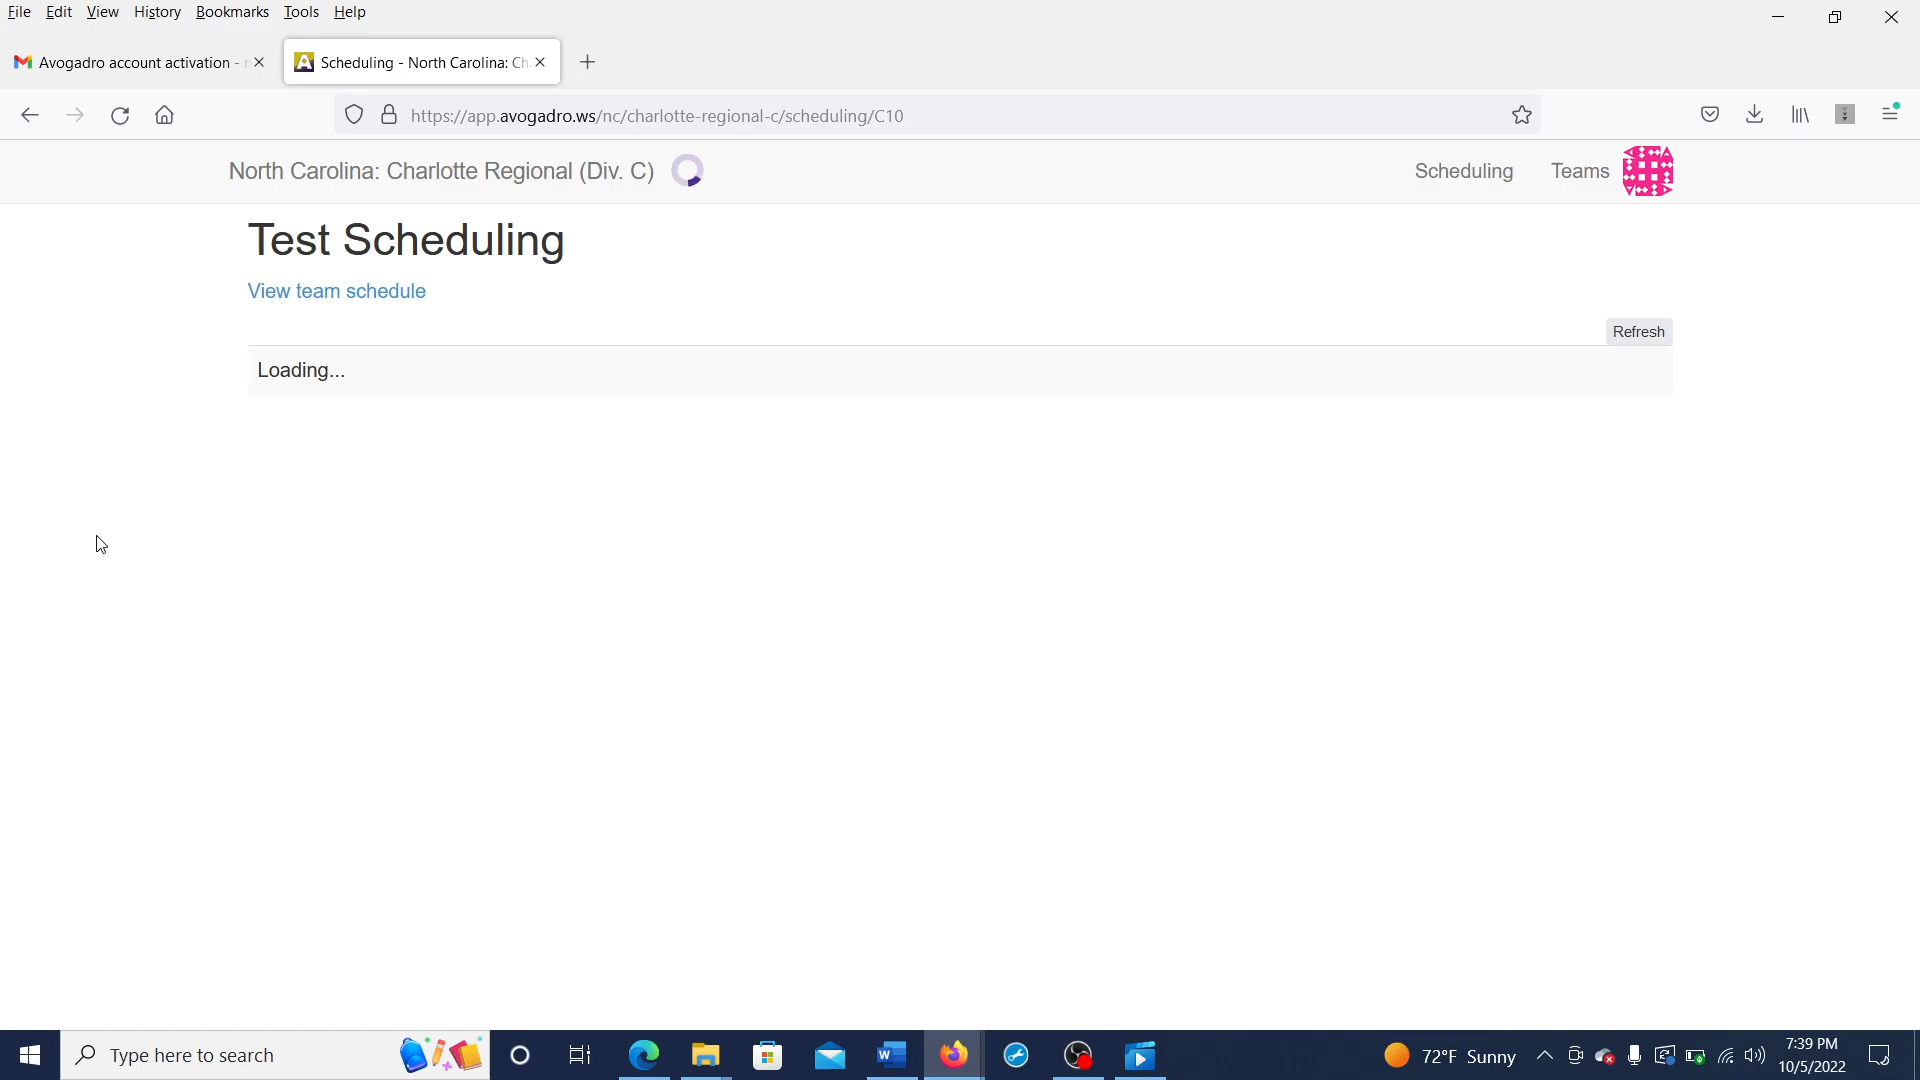 File Edit View History Bookmarks Tools Help
Avogadro account activation -
Scheduling - North Carolina:
https://app.avogadro.ws/nc/charlotte-regional-c/scheduling/C10
North Carolina: Charlotte Regional (Div. C)
Scheduling Teams
Test Scheduling
View team schedule
Refresh
Loading...
Type here to search
72°F Sunny
7:39 PM
10/5/2022